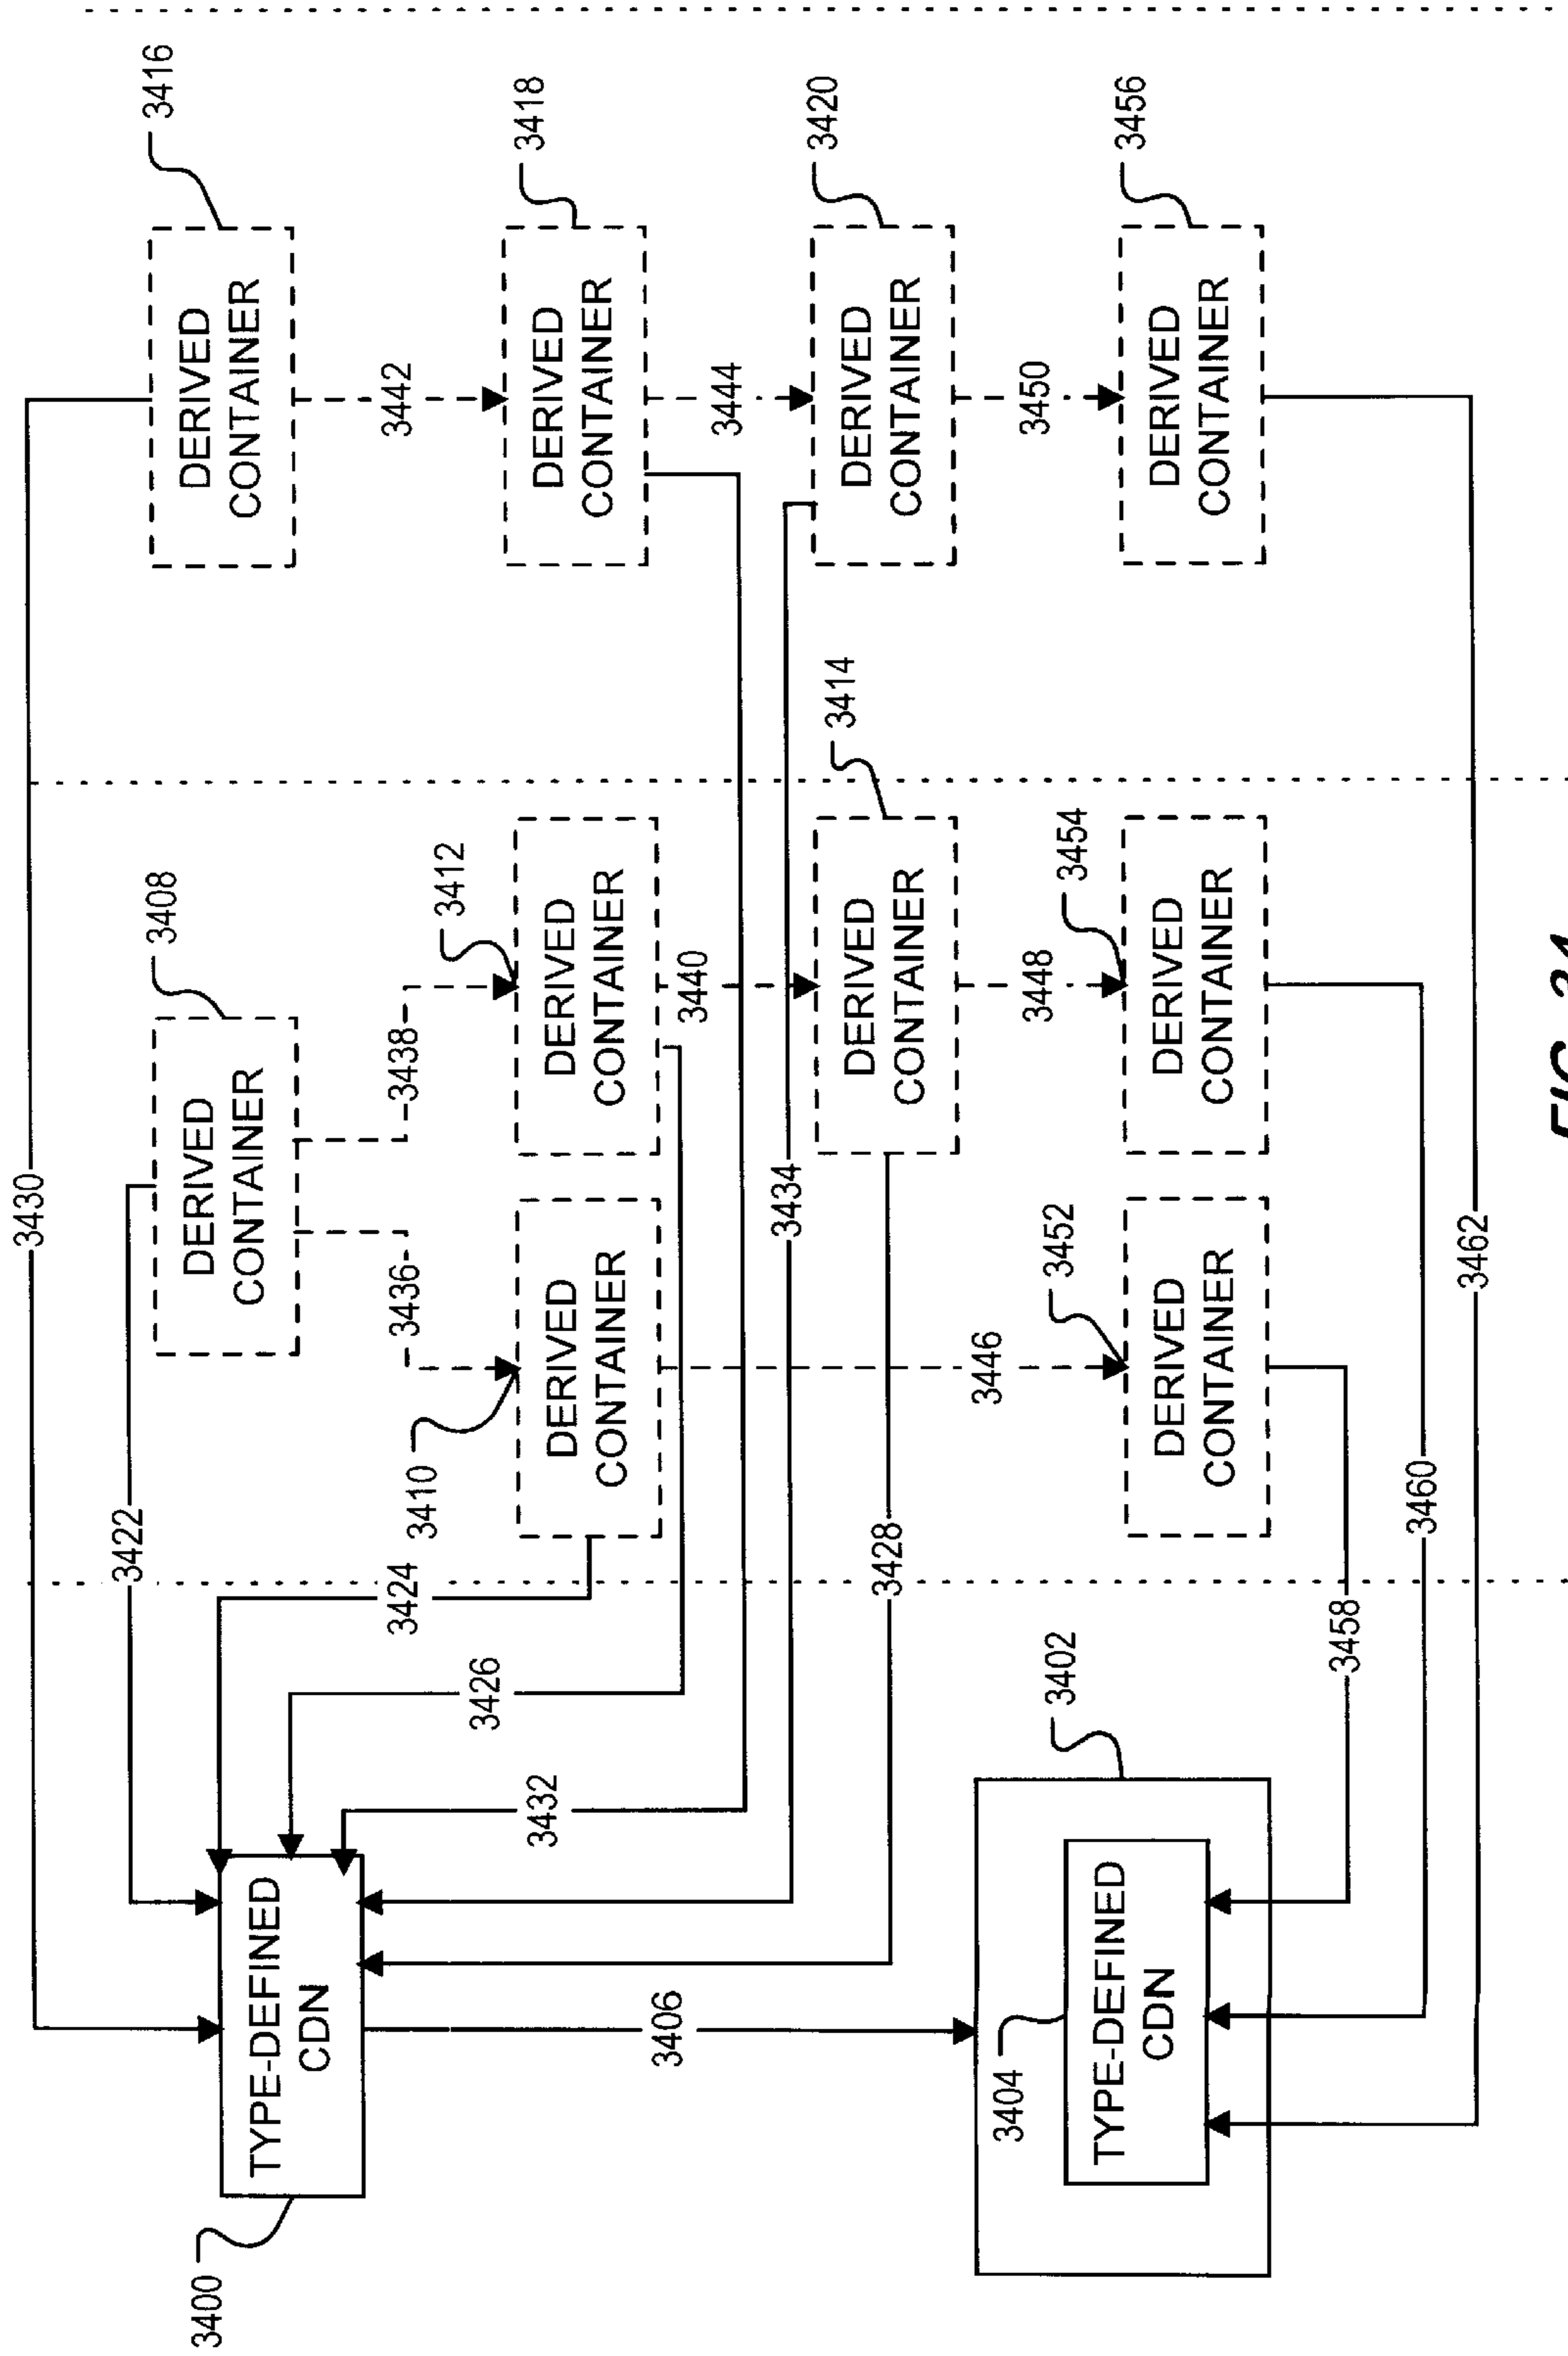 3430
3422
3408
3416
3400
TYPE-DEFINED
CDN
DERIVED
CONTAINER
DERIVED
CONTAINER
3424
3436
3438
3442
3410
3412
3426
3432
3418
DERIVED
CONTAINER
DERIVED
CONTAINER
DERIVED
CONTAINER
3406
3440
3444
3434
3414
3420
3428
DERIVED
CONTAINER
DERIVED
CONTAINER
3404
3402
3446
3448
3450
3452
3454
3456
TYPE-DEFINED
CDN
DERIVED
CONTAINER
DERIVED
CONTAINER
DERIVED
CONTAINER
3458
3460
3462
FIG. 34